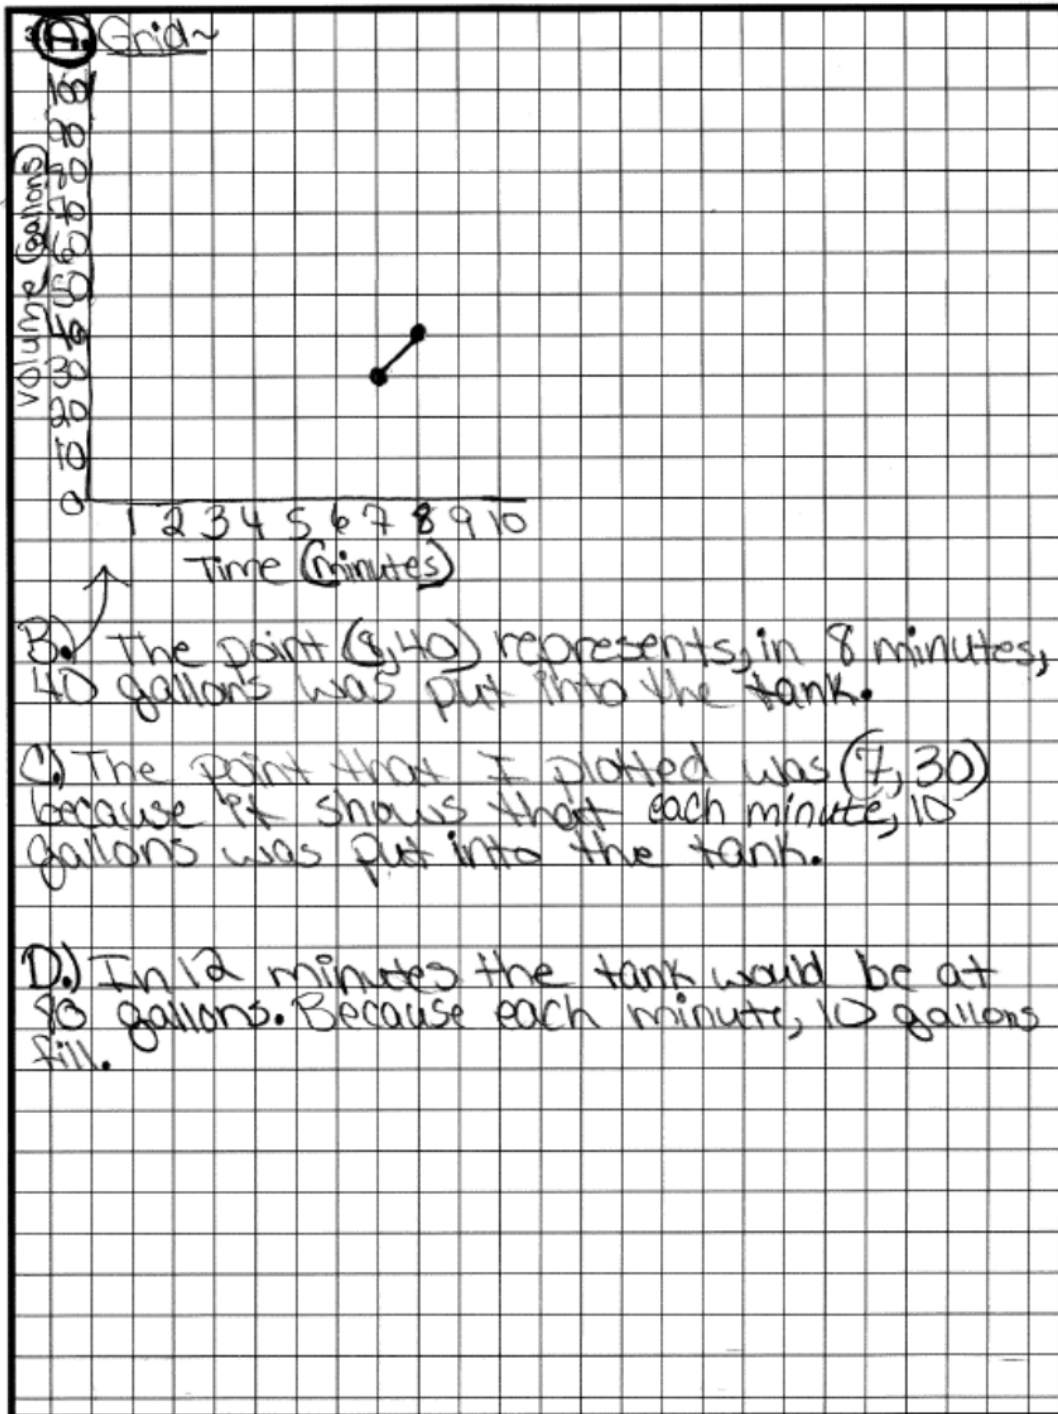 A. Grid~
100
90
80
70
60
50
40
30
20
10
0
Volume (gallons)
1 2 3 4 5 6 7 8 9 10
Time (minutes)
B.) The point (8,40) represents, in 8 minutes,
40 gallons was put into the tank.
C.) The point that I plotted was (7,30)
because it shows that each minute, 10
gallons was put into the tank.
D.) In 12 minutes the tank would be at
80 gallons. Because each minute, 10 gallons
fill.